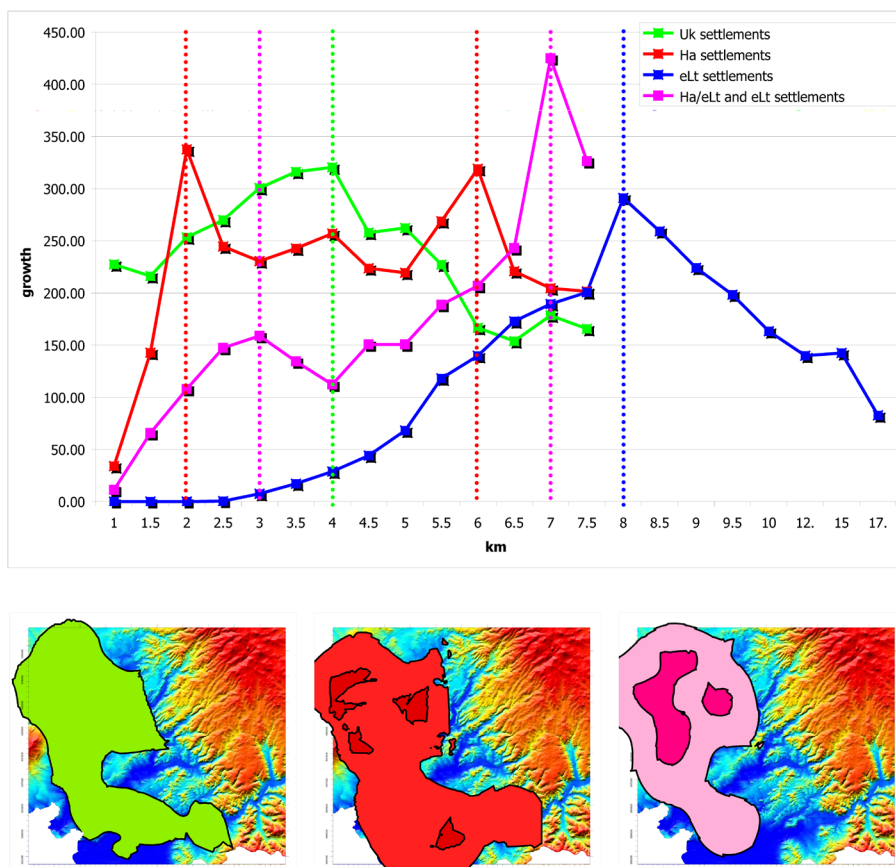 450.00
400.00
350.00
300.00
250.00
200.00
150.00
100.00
50.00
0.00
growth
1 1.5 2 2.5 3 3.5 4 4.5 5 5.5 6 6.5 7 7.5 8 8.5 9 9.5 10 12. 15 17.
km
Uk settlements
Ha settlements
eLt settlements
Ha/eLt and eLt settlements